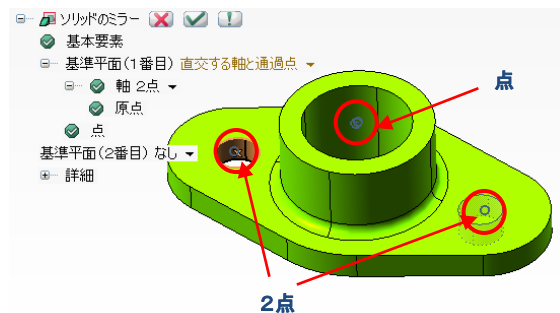 ソリッドのミラー
基本要素
基準平面(1番目) 直交する軸と通過点
軸 2点
原点
点
基準平面(2番目) なし
詳細
点
2点